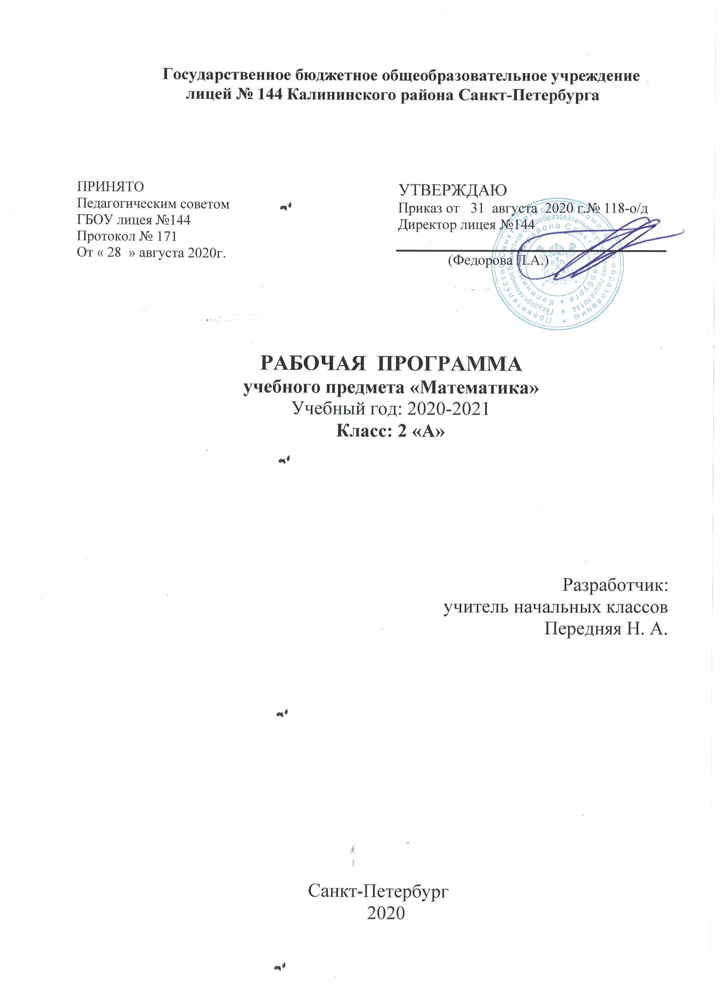 Государственное бюджетное общеобразовательное учреждение
лицей № 144 Калининского района Санкт-Петербурга
ПРИНЯТО
Педагогическим советом
ГБОУ лицея №144
Протокол № 171
От « 28  » августа 2020г.
УТВЕРЖДАЮ
Приказ от   31  августа  2020 г.№ 118-о/д
Директор лицея №144
(Федорова Л.А.)
Правительство Санкт-Петербурга Комитет по образованию *
Государственное бюджетное общеобразовательное учреждение лицей №144 *
Калининского района Санкт-Петербурга *
РАБОЧАЯ  ПРОГРАММА
учебного предмета «Математика»
Учебный год: 2020-2021
Класс: 2 «А»
Разработчик:
учитель начальных классов
Передняя Н. А.
Санкт-Петербург
2020